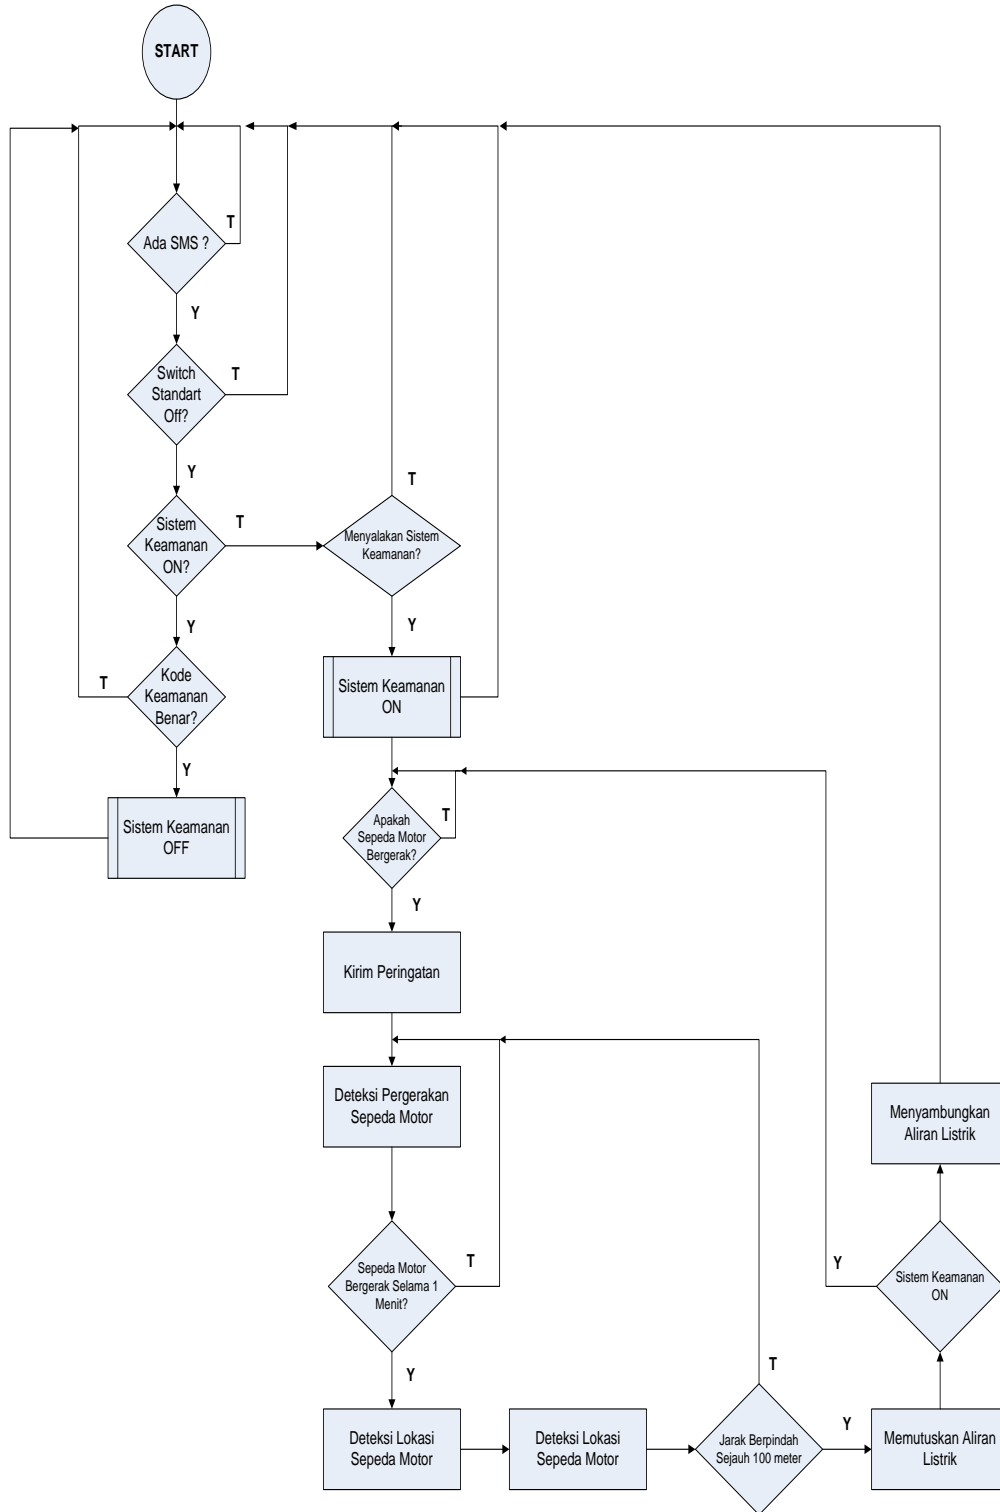 START
T
Ada SMS ?
Y
Switch
Standart
Off?
T
Y
T
Sistem
Keamanan
ON?
T
Menyalakan Sistem
Keamanan?
Y
Y
Kode
Keamanan
Benar?
T
Sistem Keamanan
ON
Y
Sistem Keamanan
OFF
Apakah
Sepeda Motor
Bergerak?
T
Y
Kirim Peringatan
Deteksi Pergerakan
Sepeda Motor
Menyambungkan
Aliran Listrik
Sepeda Motor
Bergerak Selama 1
Menit?
T
Y
Sistem Keamanan
ON
Y
T
Deteksi Lokasi
Sepeda Motor
Deteksi Lokasi
Sepeda Motor
Jarak Berpindah
Sejauh 100 meter
Y
Memutuskan Aliran
Listrik